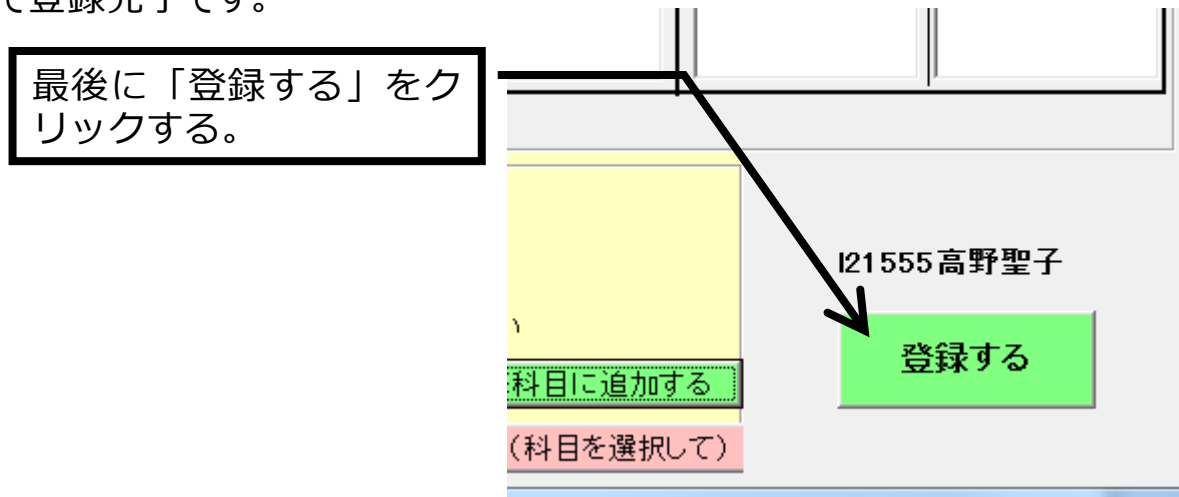 て登録完了です。
最後に「登録する」をク
リックする。
I21555高野聖子
登録する
科目に追加する
（科目を選択して）